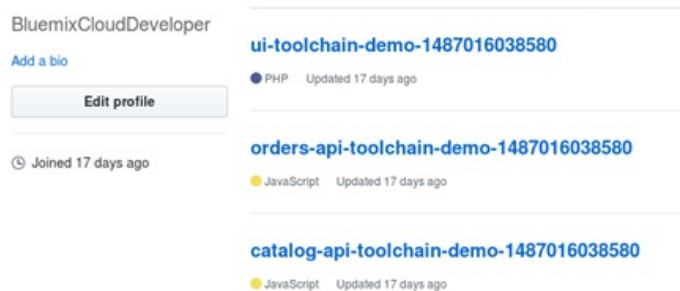 BluemixCloudDeveloper
Add a bio
Edit profile
Joined 17 days ago
ui-toolchain-demo-1487016038580
PHP Updated 17 days ago
orders-api-toolchain-demo-1487016038580
JavaScript Updated 17 days ago
catalog-api-toolchain-demo-1487016038580
JavaScript Updated 17 days ago